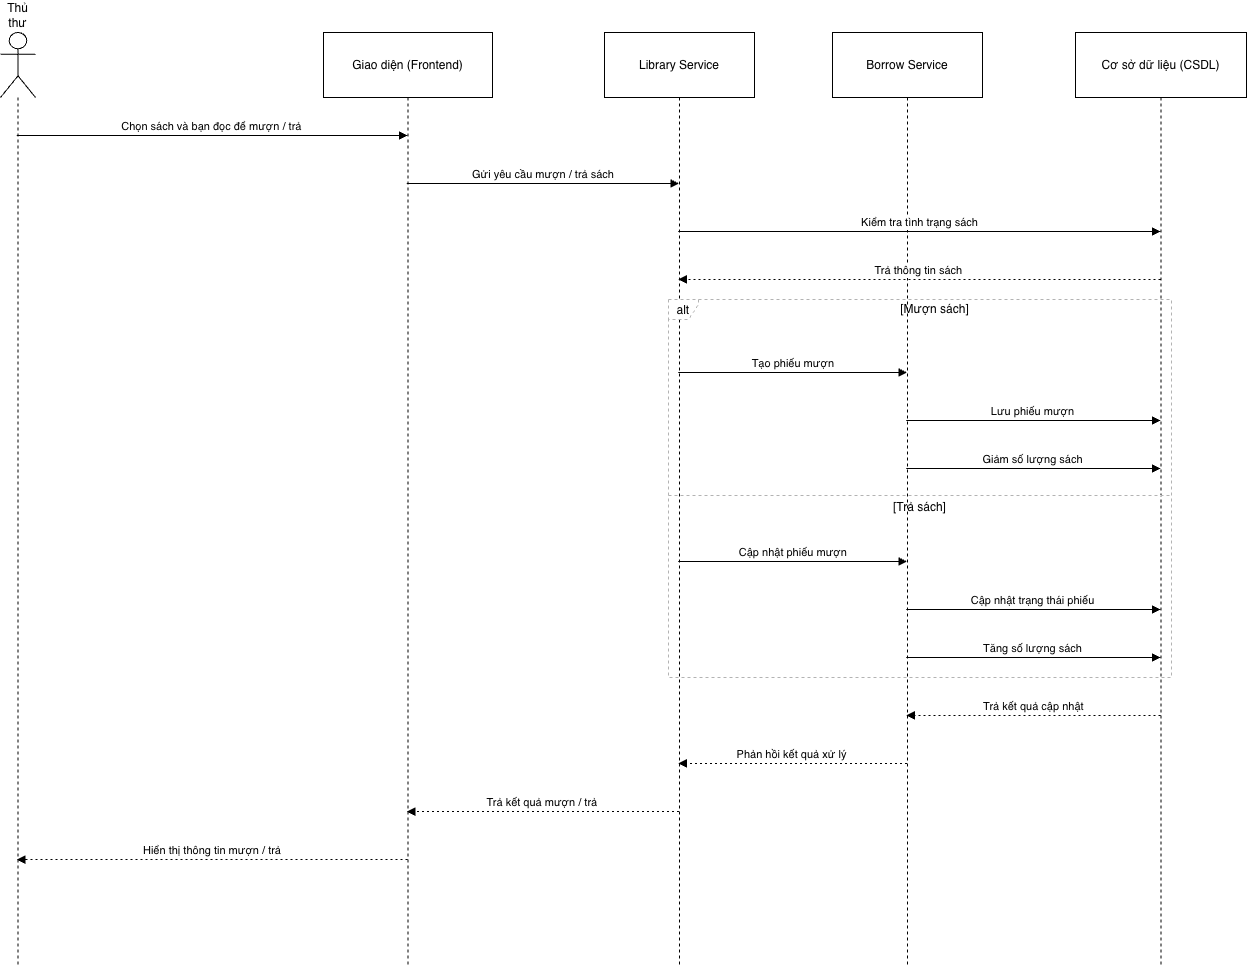 Thủ
thư
Giao diện (Frontend)
Library Service
Borrow Service
Cơ sở dữ liệu (CSDL)
Chọn sách và bạn đọc để mượn / trả
Gửi yêu cầu mượn / trả sách
Kiểm tra tình trạng sách
Trả thông tin sách
alt
[Mượn sách]
Tạo phiếu mượn
Lưu phiếu mượn
Giảm số lượng sách
[Trả sách]
Cập nhật phiếu mượn
Cập nhật trạng thái phiếu
Tăng số lượng sách
Trả kết quả cập nhật
Phản hồi kết quả xử lý
Trả kết quả mượn / trả
Hiển thị thông tin mượn / trả